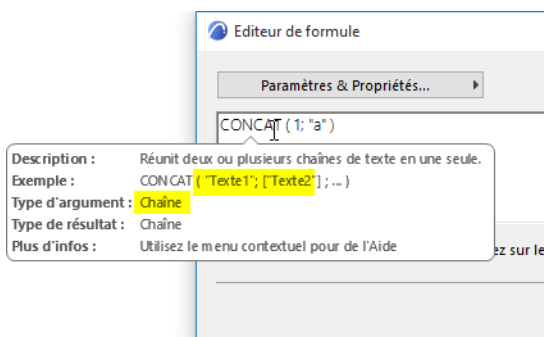 Editeur de formule
Paramètres & Propriétés...
CONCAT ( 1; "a" )
Description : Réunit deux ou plusieurs chaînes de texte en une seule.
Exemple : CONCAT ( "Texte1"; ["Texte2"] ; ... )
Type d'argument : Chaîne
Type de résultat : Chaîne
Plus d'infos : Utilisez le menu contextuel pour de l'Aide
ez sur le